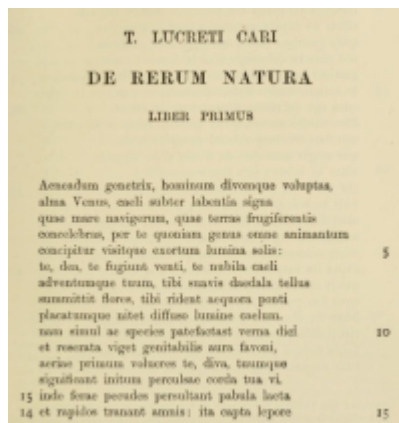 T. LUCRETI CARI
DE RERUM NATURA
LIBER PRIMUS
Aeneadum genetrix, hominum divomque voluptas,
alma Venus, caeli subter labentia signa
quae mare navigerum, quae terras frugiferentis
concelebras, per te quoniam genus omne animantum
concipitur visitque exortum lumina solis: 5
te, dea, te fugiunt venti, te nubila caeli
adventumque tuum, tibi suavis daedala tellus
summittit flores, tibi rident aequora ponti
placatumque nitet diffuso lumine caelum.
nam simul ac species patefactast verna diei 10
et reserata viget genitabilis aura favoni,
aeriae primum volucres te, diva, tuumque
significant initum perculsae corda tua vi.
15 inde ferae pecudes persultant pabula laeta
14 et rapidos tranant amnis: ita capta lepore 15